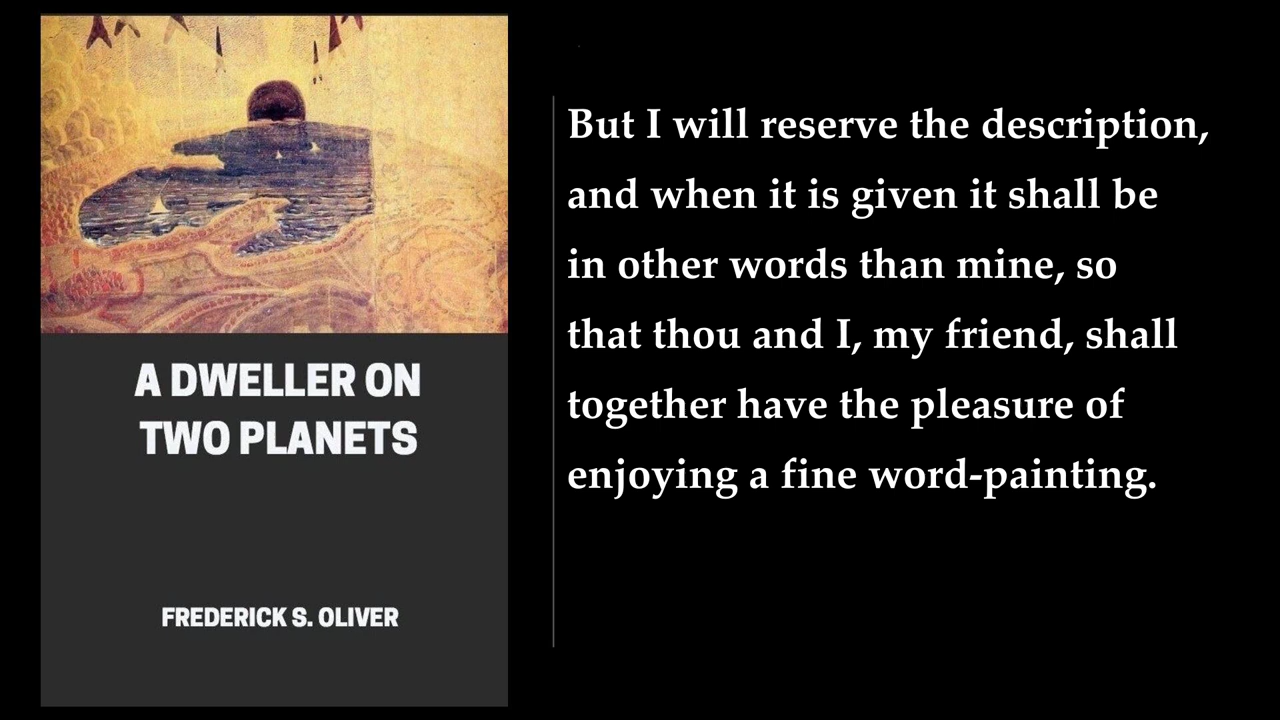 A DWELLER ON
TWO PLANETS
FREDERICK S. OLIVER
But I will reserve the description,
and when it is given it shall be
in other words than mine, so
that thou and I, my friend, shall
together have the pleasure of
enjoying a fine word-painting.